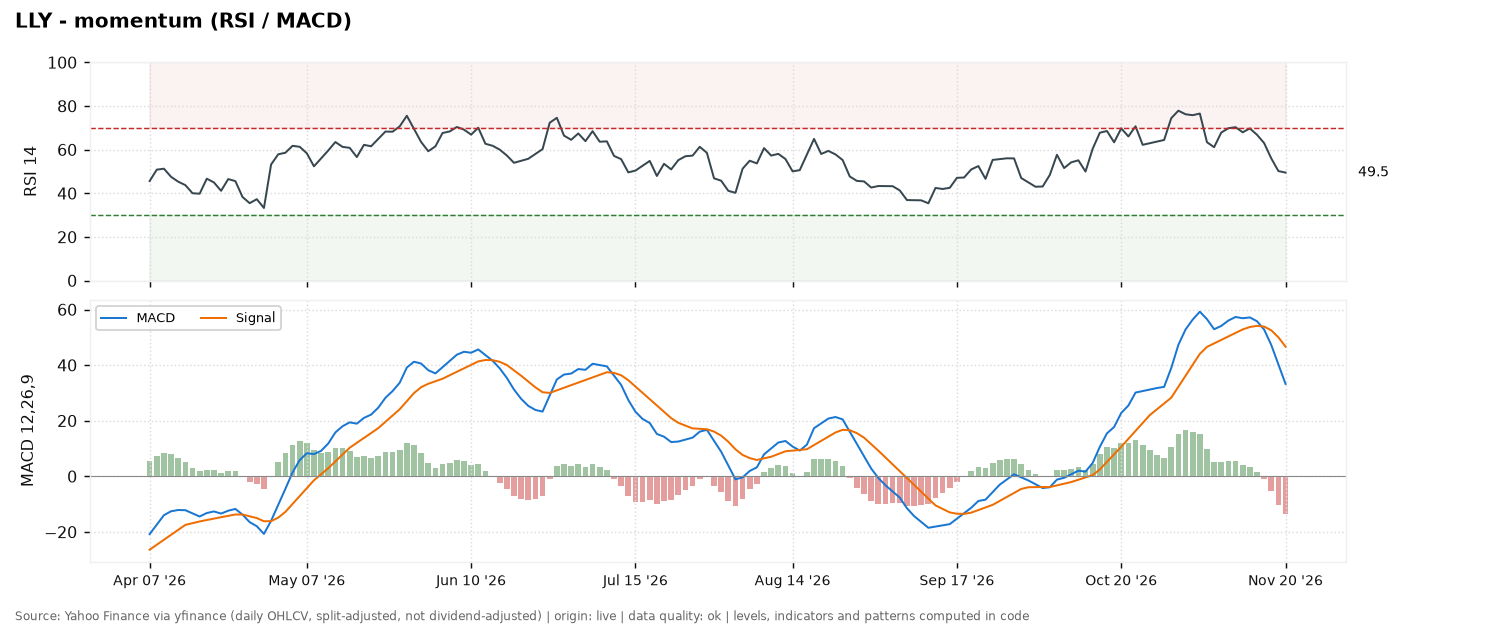 LLY - momentum (RSI / MACD)
100
80
60
40
20
0
RSI 14
49.5
MACD
Signal
60
40
20
0
−20
MACD 12,26,9
Apr 07 '26
May 07 '26
Jun 10 '26
Jul 15 '26
Aug 14 '26
Sep 17 '26
Oct 20 '26
Nov 20 '26
Source: Yahoo Finance via yfinance (daily OHLCV, split-adjusted, not dividend-adjusted) | origin: live | data quality: ok | levels, indicators and patterns computed in code